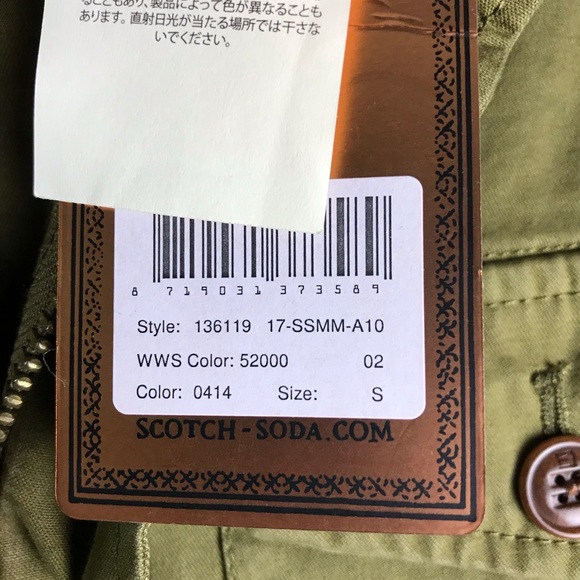 ることもあり、製品によって色が異なることも
あります。直射日光が当たる場所では干さな
いでください。
8 719031 373589
Style: 136119 17-SSMM-A10
WWS Color: 52000 02
Color: 0414 Size: S
SCOTCH-SODA.COM